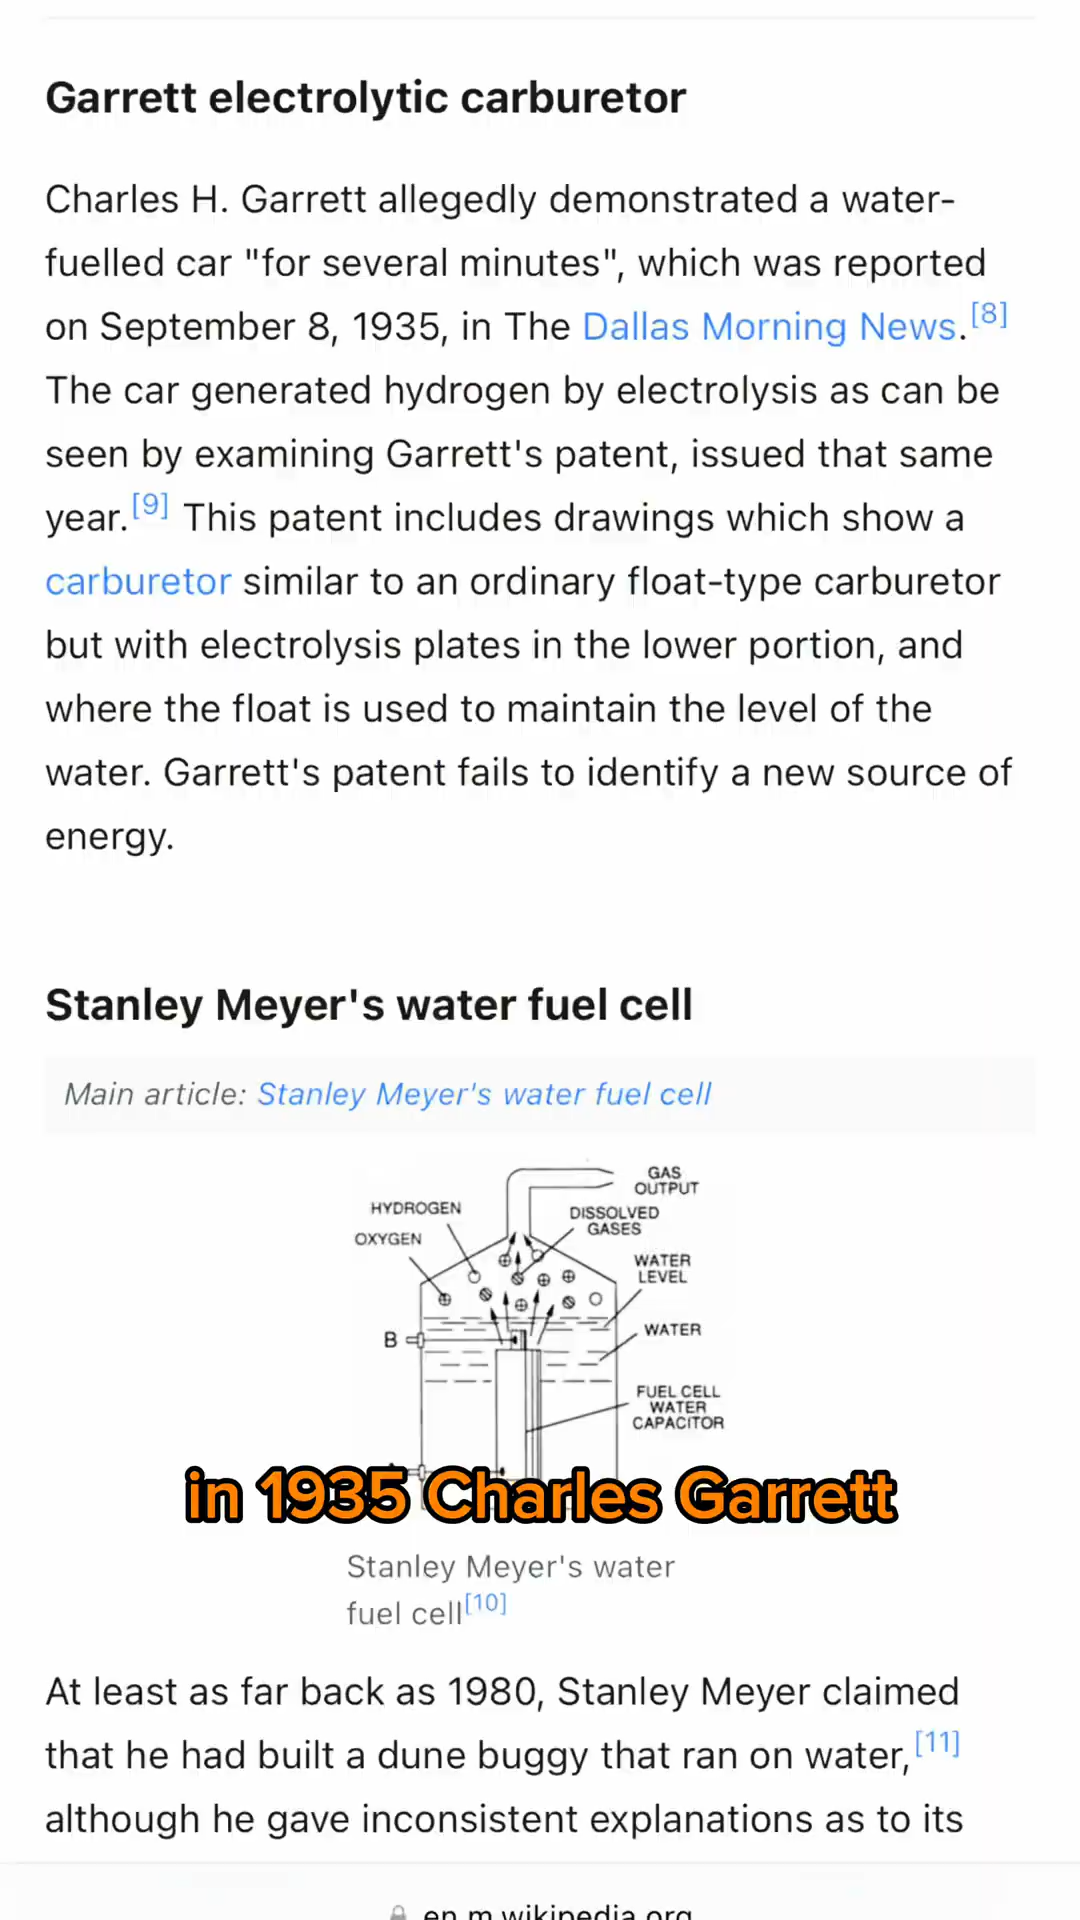 Garrett electrolytic carburetor
Charles H. Garrett allegedly demonstrated a water-
fuelled car "for several minutes", which was reported
on September 8, 1935, in The Dallas Morning News.[8]
The car generated hydrogen by electrolysis as can be
seen by examining Garrett's patent, issued that same
year.[9] This patent includes drawings which show a
carburetor similar to an ordinary float-type carburetor
but with electrolysis plates in the lower portion, and
where the float is used to maintain the level of the
water. Garrett's patent fails to identify a new source of
energy.
Stanley Meyer's water fuel cell
Main article: Stanley Meyer's water fuel cell
GAS
OUTPUT
HYDROGEN
DISSOLVED
GASES
OXYGEN
WATER
LEVEL
WATER
B
FUEL CELL
WATER
CAPACITOR
in 1935 Charles Garrett
Stanley Meyer's water
fuel cell[10]
At least as far back as 1980, Stanley Meyer claimed
that he had built a dune buggy that ran on water,[11]
although he gave inconsistent explanations as to its
en.m.wikipedia.org